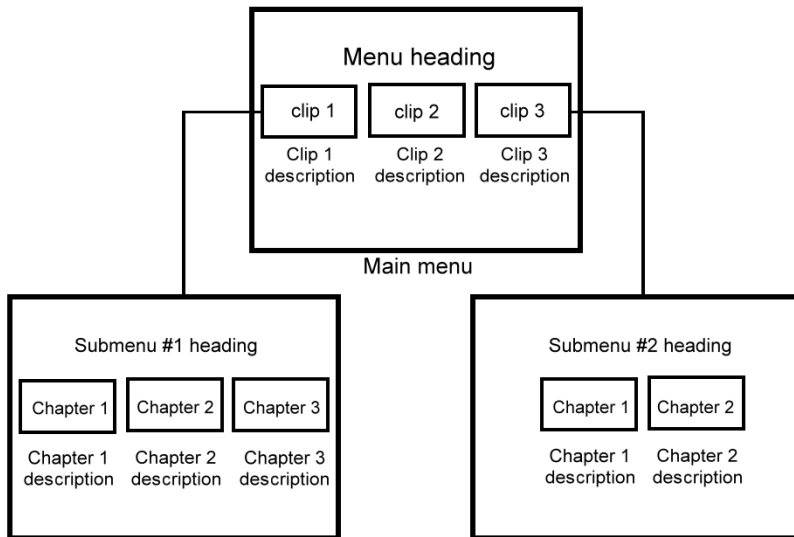 Menu heading
clip 1 clip 2 clip 3
Clip 1 Clip 2 Clip 3
description description description
Main menu
Submenu #1 heading
Chapter 1 Chapter 2 Chapter 3
Chapter 1 Chapter 2 Chapter 3
description description description
Submenu #2 heading
Chapter 1 Chapter 2
Chapter 1 Chapter 2
description description